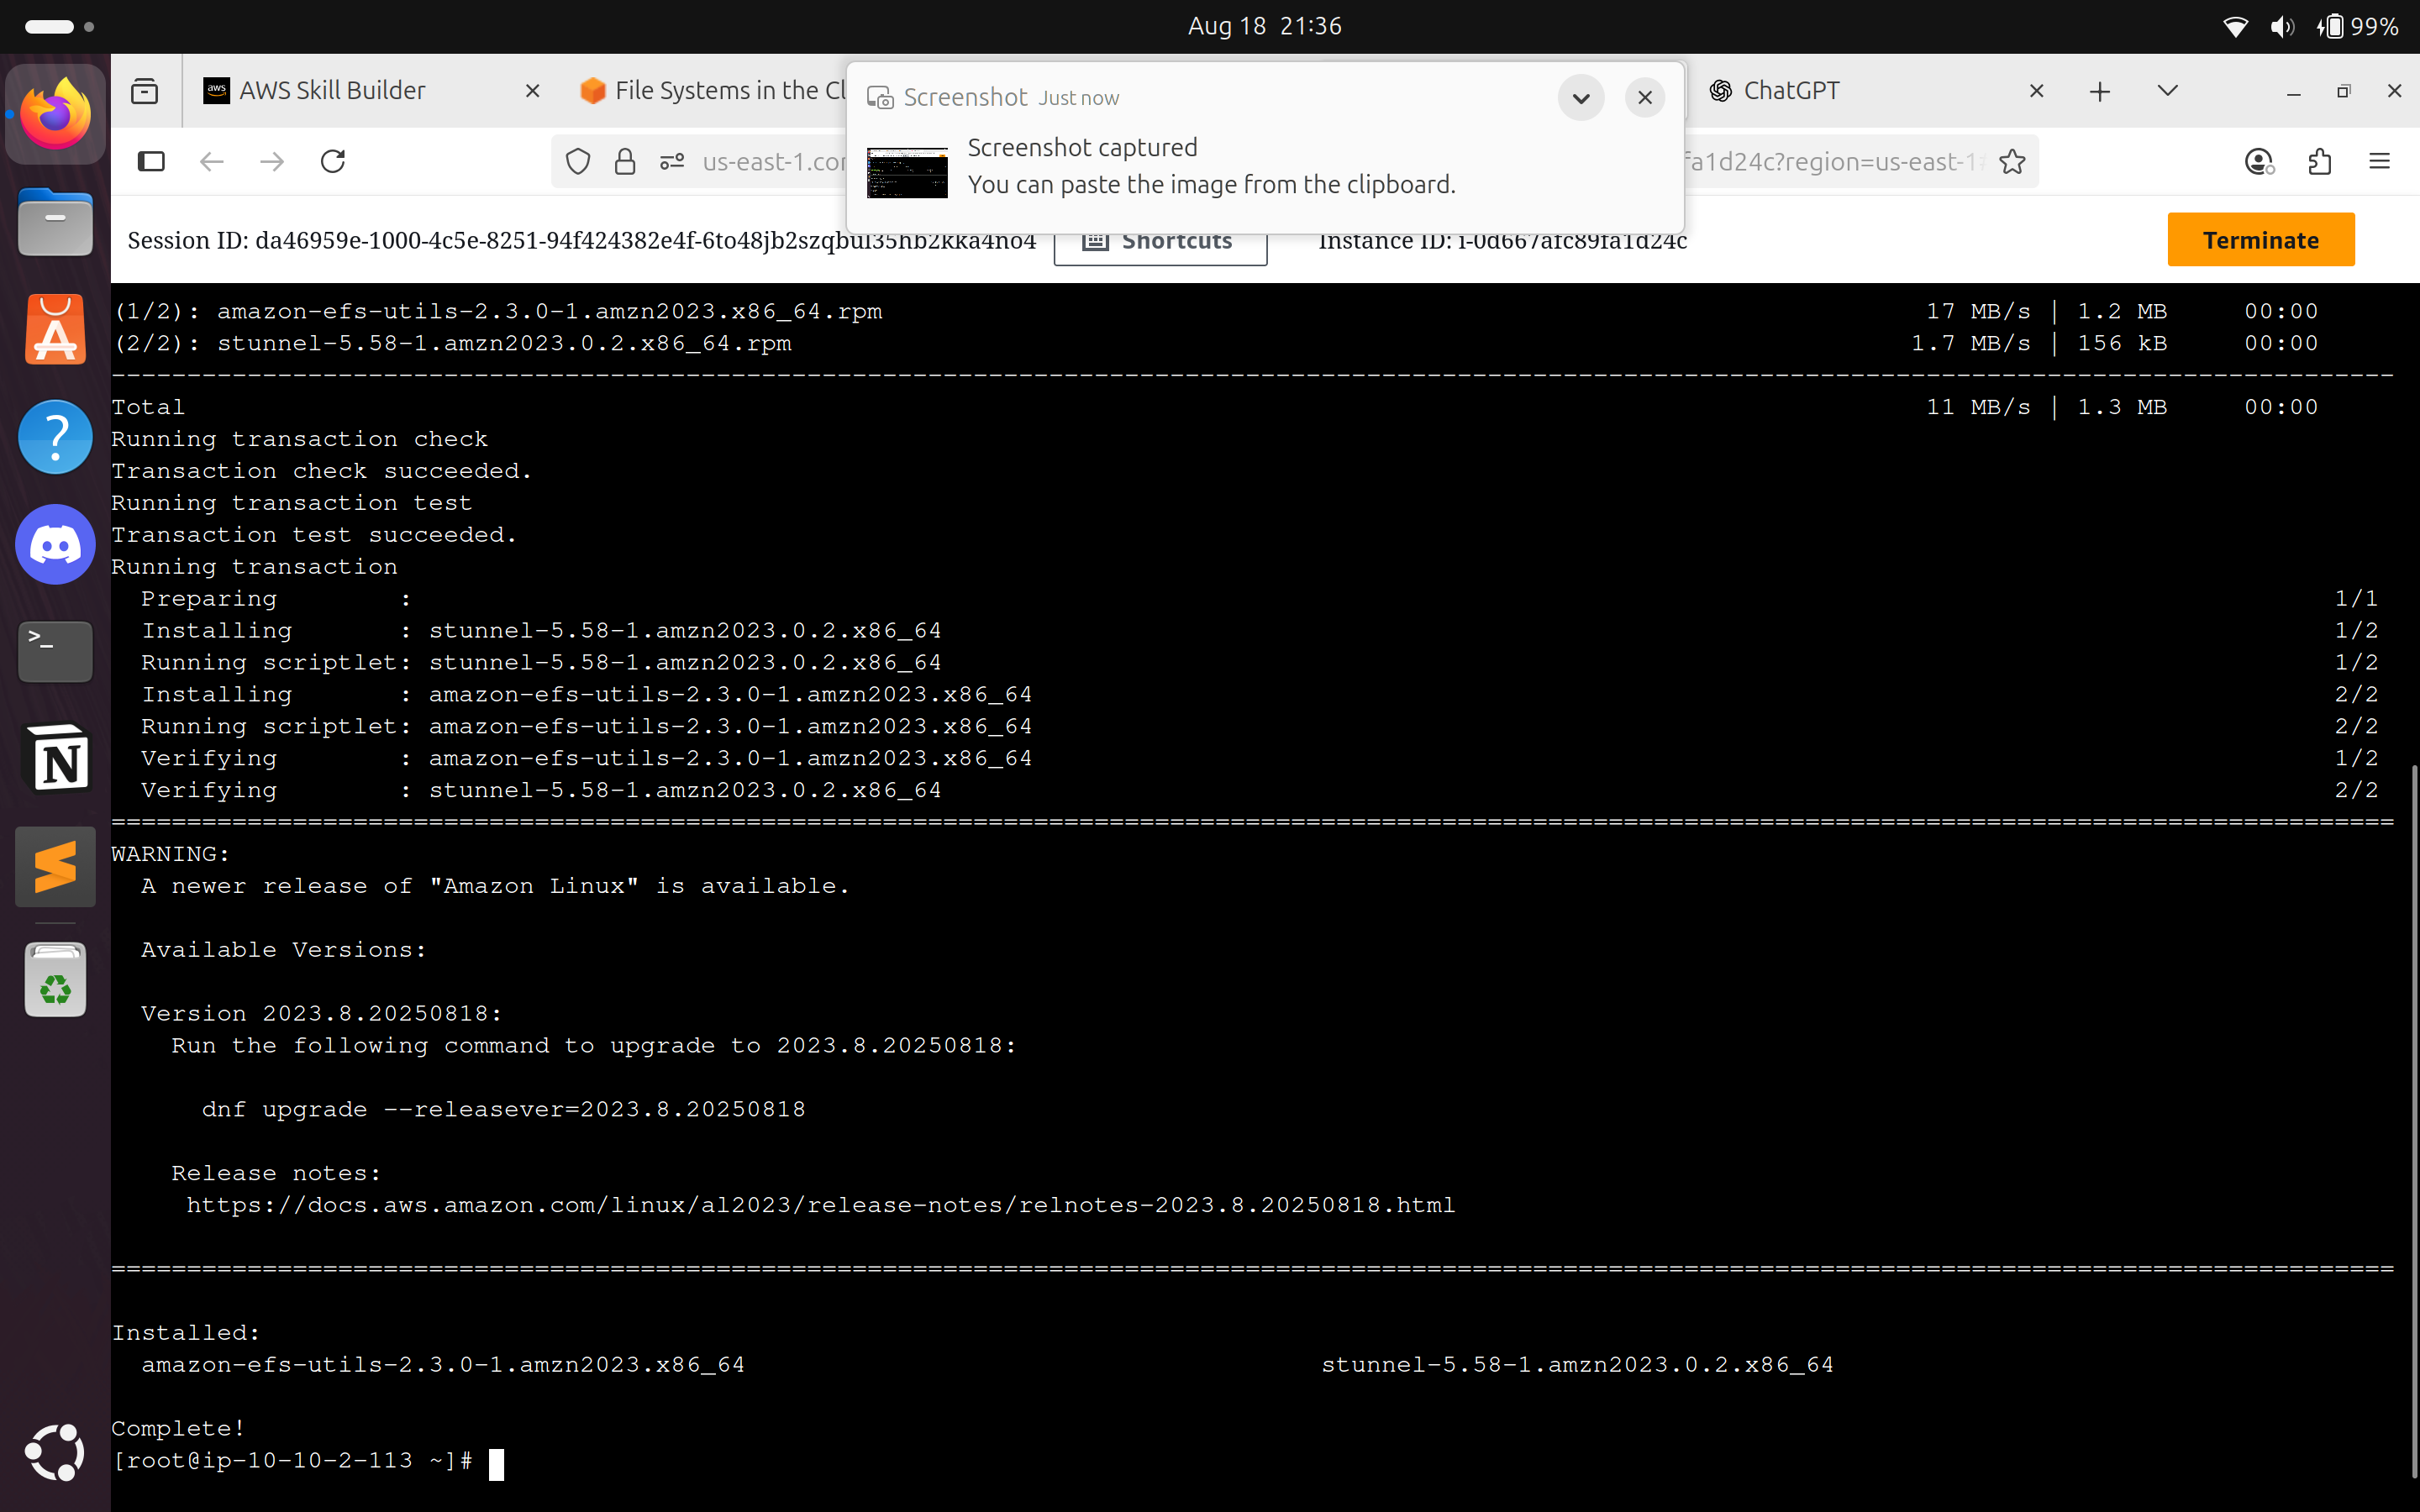 Aug 18 21:36
99%
AWS Skill Builder
File Systems in the Cl
ChatGPT
Screenshot Just now
Screenshot captured
You can paste the image from the clipboard.
us-east-1.cor
fa1d24c?region=us-east-1
Session ID: da46959e-1000-4c5e-8251-94f424382e4f-6to48jb2szqbul35hb2kka4no4
Shortcuts
Instance ID: i-0d667afc89fa1d24c
Terminate
(1/2): amazon-efs-utils-2.3.0-1.amzn2023.x86_64.rpm 17 MB/s | 1.2 MB 00:00
(2/2): stunnel-5.58-1.amzn2023.0.2.x86_64.rpm 1.7 MB/s | 156 kB 00:00
Total 11 MB/s | 1.3 MB 00:00
Running transaction check
Transaction check succeeded.
Running transaction test
Transaction test succeeded.
Running transaction
Preparing : 1/1
Installing : stunnel-5.58-1.amzn2023.0.2.x86_64 1/2
Running scriptlet: stunnel-5.58-1.amzn2023.0.2.x86_64 1/2
Installing : amazon-efs-utils-2.3.0-1.amzn2023.x86_64 2/2
Running scriptlet: amazon-efs-utils-2.3.0-1.amzn2023.x86_64 2/2
Verifying : amazon-efs-utils-2.3.0-1.amzn2023.x86_64 1/2
Verifying : stunnel-5.58-1.amzn2023.0.2.x86_64 2/2
WARNING:
A newer release of "Amazon Linux" is available.
Available Versions:
Version 2023.8.20250818:
Run the following command to upgrade to 2023.8.20250818:
dnf upgrade --releasever=2023.8.20250818
Release notes:
https://docs.aws.amazon.com/linux/al2023/release-notes/relnotes-2023.8.20250818.html
Installed:
amazon-efs-utils-2.3.0-1.amzn2023.x86_64 stunnel-5.58-1.amzn2023.0.2.x86_64
Complete!
[root@ip-10-10-2-113 ~]#